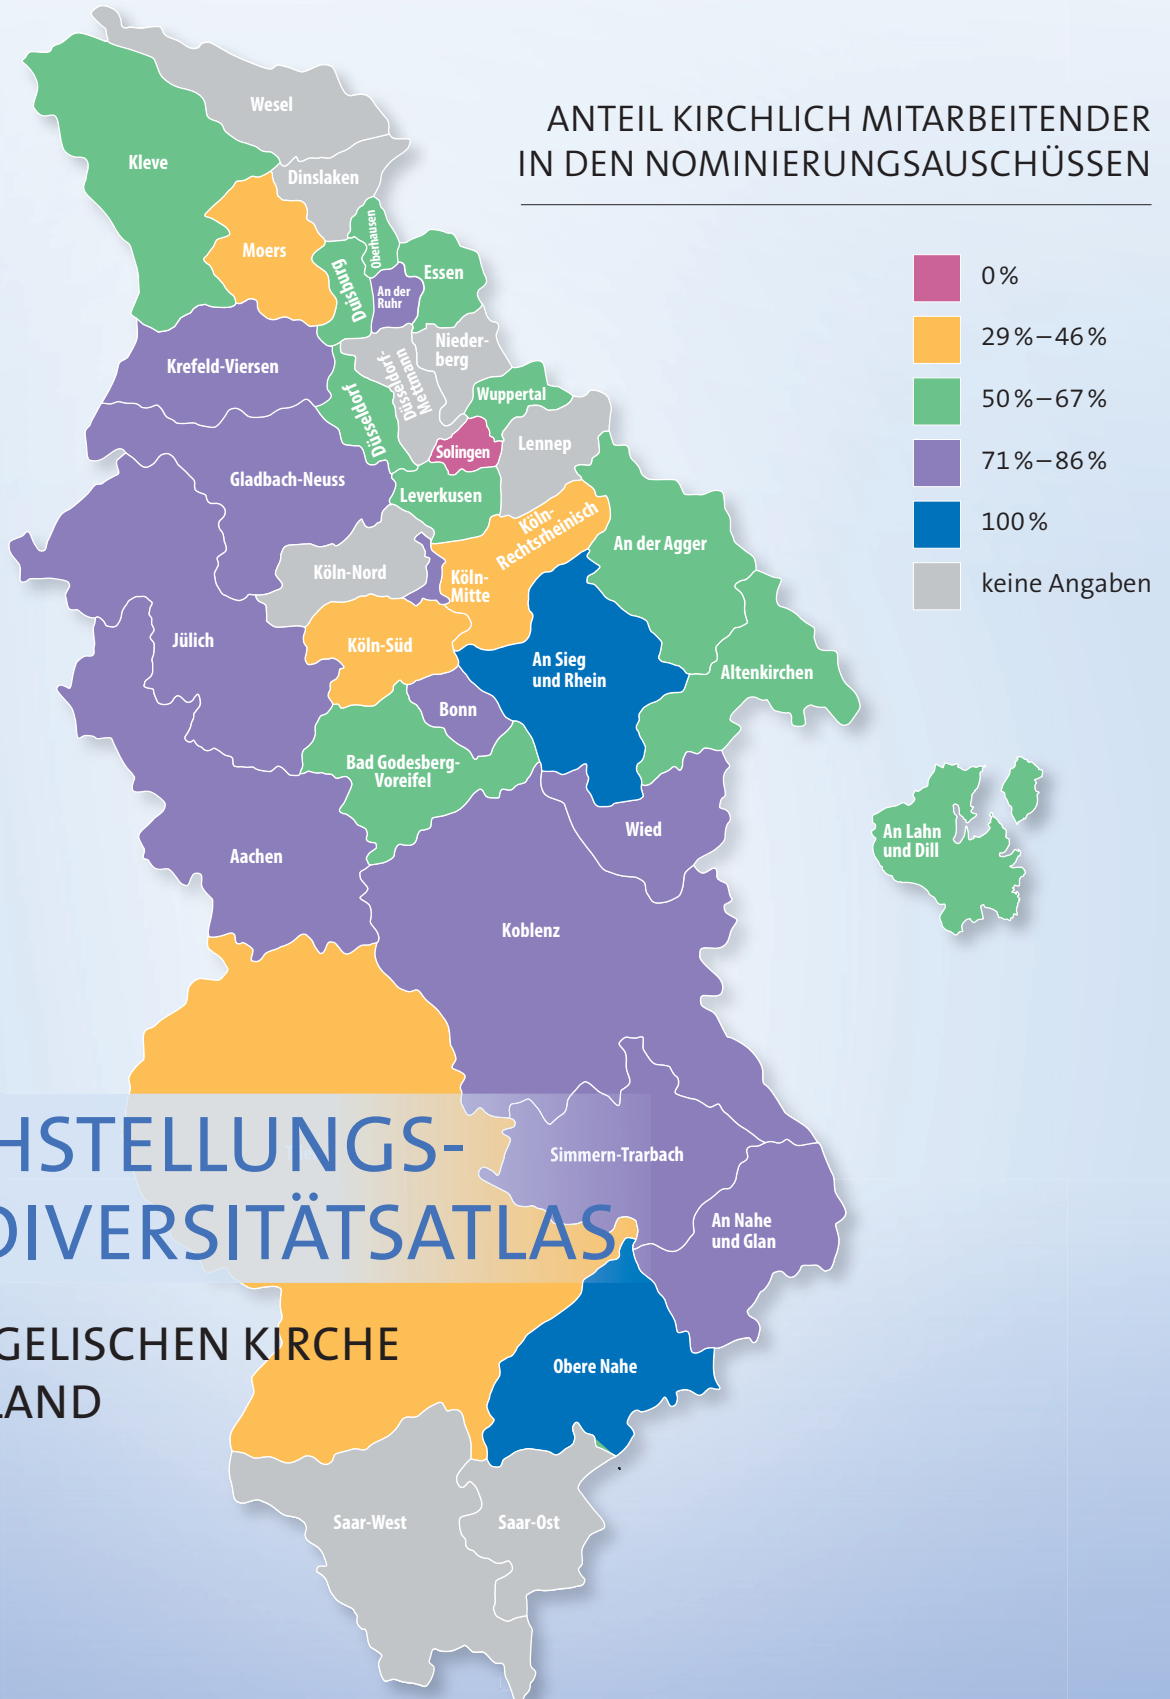 ANTEIL KIRCHLICH MITARBEITENDER
IN DEN NOMINIERUNGSAUSCHÜSSEN
0 %
29 %–46 %
50 %–67 %
71 %–86 %
100 %
keine Angaben
Wesel
Kleve
Dinslaken
Moers
Oberhausen
Duisburg
Essen
An der
Ruhr
Krefeld-Viersen
Düsseldorf-
Mettmann
Nieder-
berg
Düsseldorf
Wuppertal
Solingen
Lennep
Gladbach-Neuss
Leverkusen
Köln-
Rechtsrheinisch
An der Agger
Köln-Nord
Köln-
Mitte
Jülich
Köln-Süd
An Sieg
und Rhein
Altenkirchen
Bonn
Bad Godesberg-
Voreifel
Wied
An Lahn
und Dill
Aachen
Koblenz
HSTELLUNGS-
DIVERSITÄTSATLAS
Simmern-Trarbach
An Nahe
und Glan
GELISCHEN KIRCHE
LAND
Obere Nahe
Saar-West
Saar-Ost